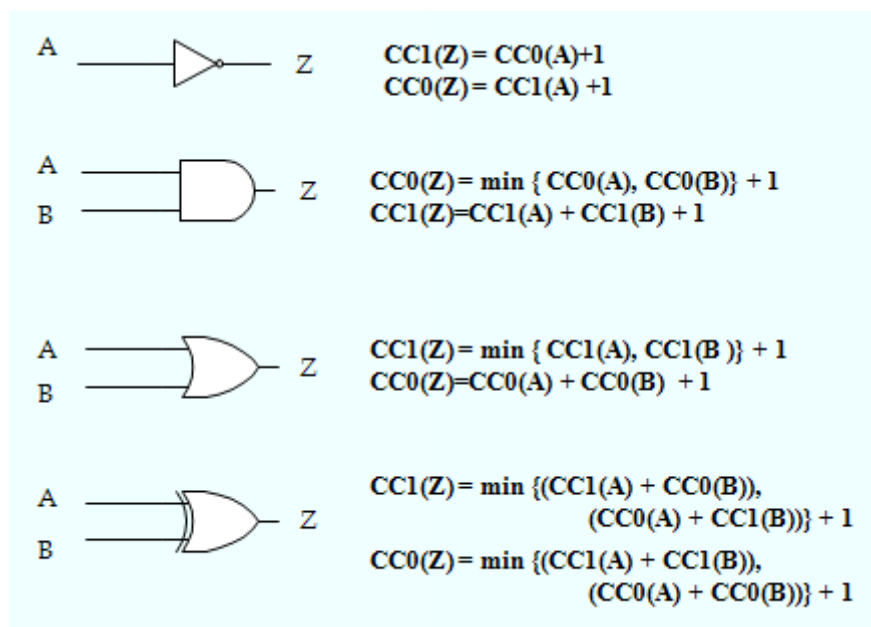 A
Z
CC1(Z) = CC0(A)+1
CC0(Z) = CC1(A) +1
A
B
Z
CC0(Z) = min { CC0(A), CC0(B)} + 1
CC1(Z)=CC1(A) + CC1(B) + 1
A
B
Z
CC1(Z) = min { CC1(A), CC1(B )} + 1
CC0(Z)=CC0(A) + CC0(B) + 1
A
B
Z
CC1(Z) = min {(CC1(A) + CC0(B)),
(CC0(A) + CC1(B))} + 1
CC0(Z) = min {(CC1(A) + CC1(B)),
(CC0(A) + CC0(B))} + 1